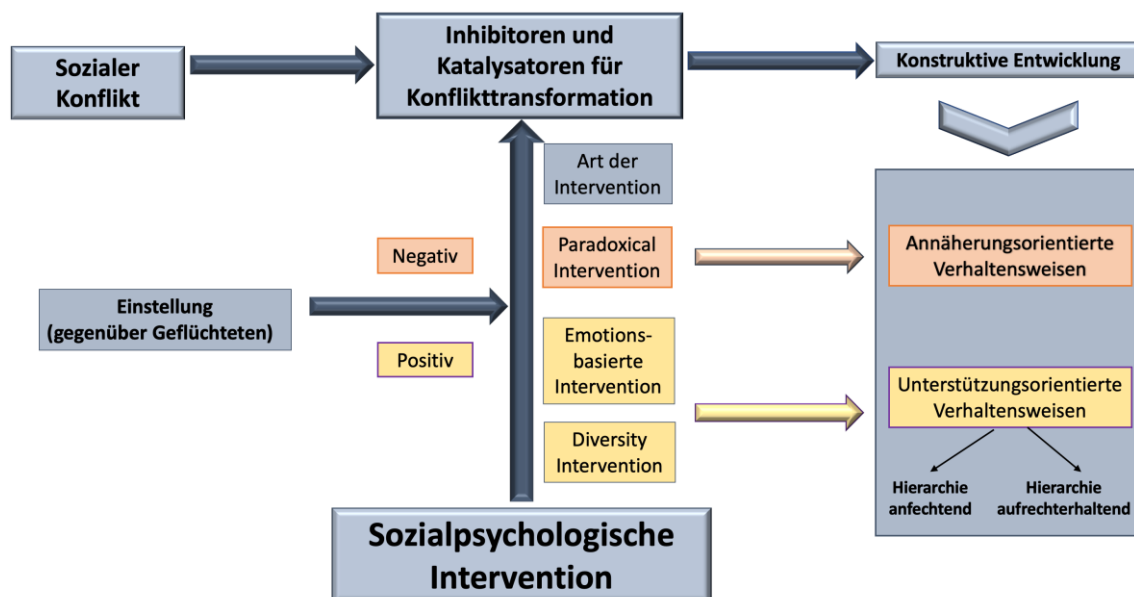 Sozialer
Konflikt
Inhibitoren und
Katalysatoren für
Konflikttransformation
Konstruktive Entwicklung
Art der
Intervention
Negativ
Paradoxical
Intervention
Annäherungsorientierte
Verhaltensweisen
Einstellung
(gegenüber Geflüchteten)
Positiv
Emotions-
basierte
Intervention
Unterstützungsorientierte
Verhaltensweisen
Diversity
Intervention
Hierarchie
anfechtend
Hierarchie
aufrechterhaltend
Sozialpsychologische
Intervention